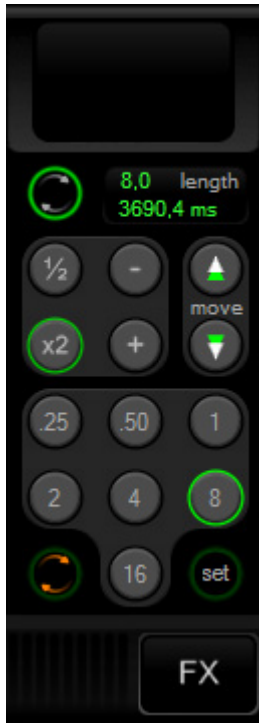 8,0 length
3690,4 ms
½ -
move
x2 +
.25 .50 1
2 4 8
16 set
FX